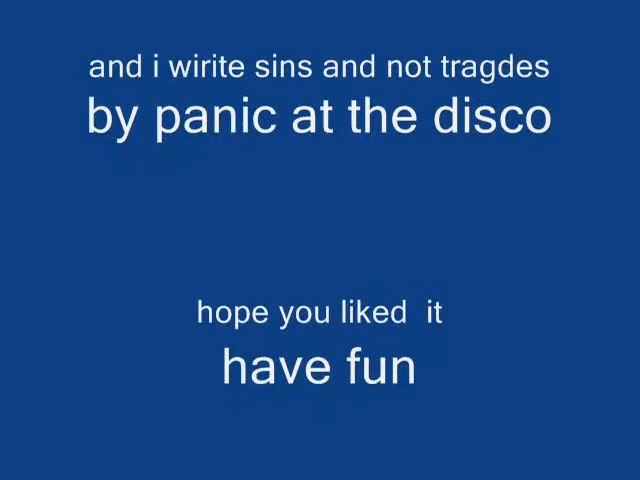 and i wirite sins and not tragdes
by panic at the disco
hope you liked  it
have fun